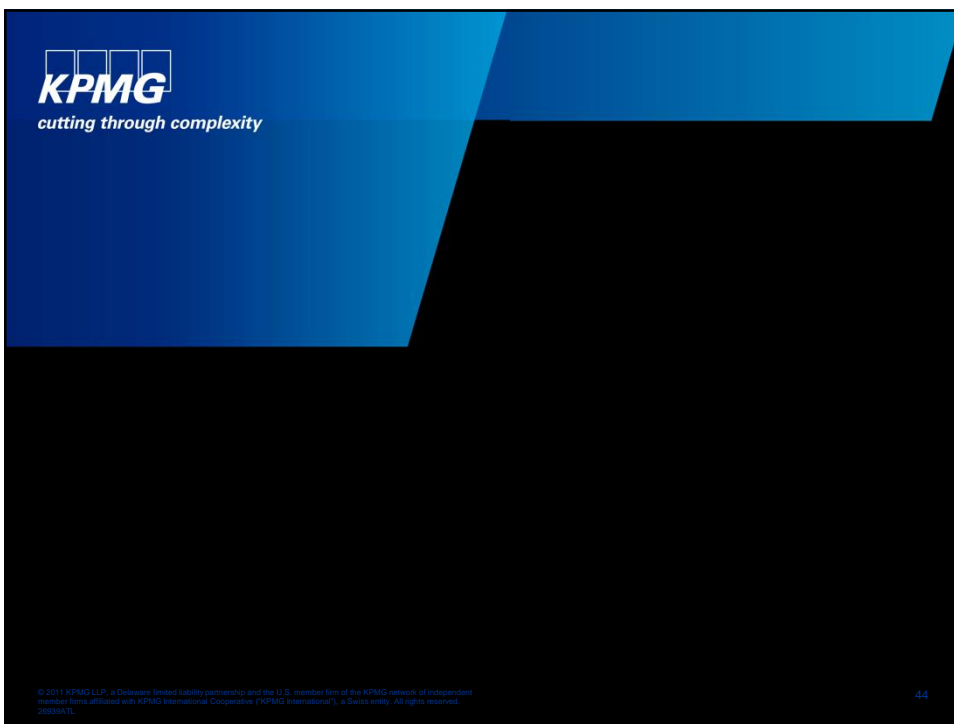 KPMG
cutting through complexity
© 2011 KPMG LLP, a Delaware limited liability partnership and the U.S. member firm of the KPMG network of independent
member firms affiliated with KPMG International Cooperative ("KPMG International"), a Swiss entity. All rights reserved.
26939ATL
44